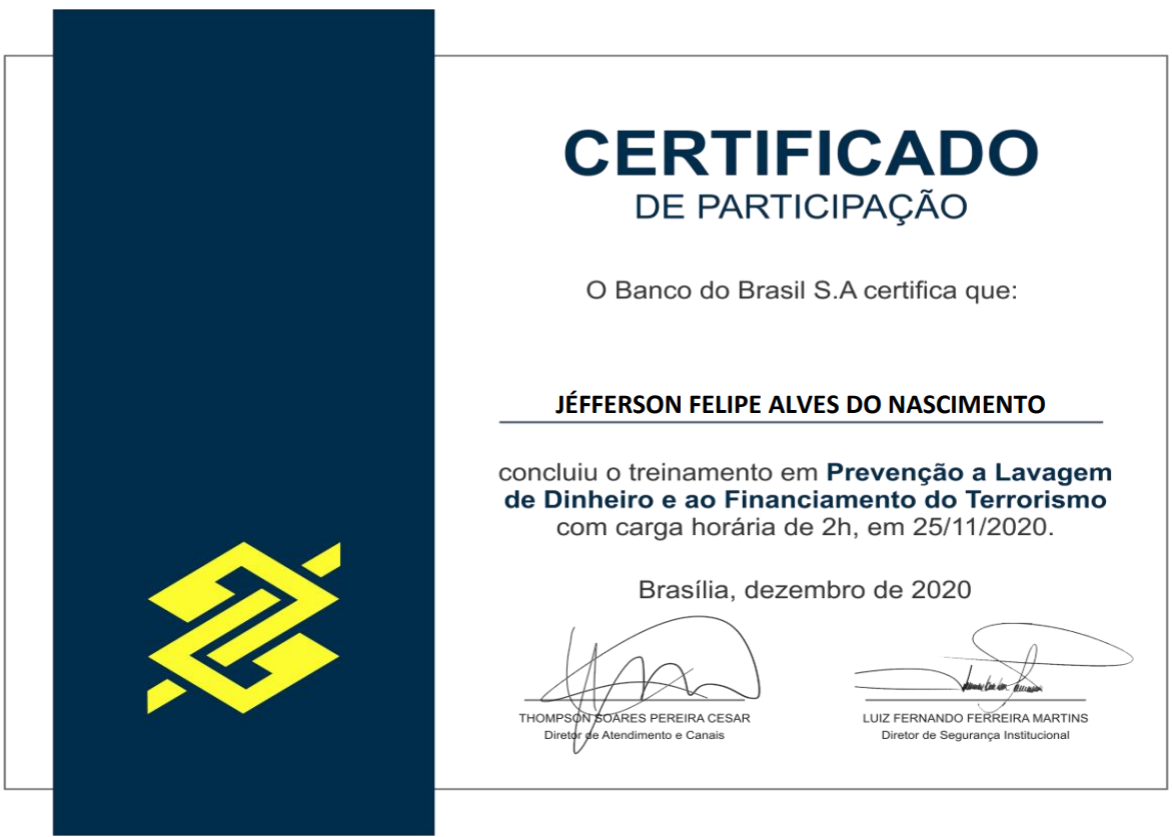 CERTIFICADO
DE PARTICIPAÇÃO
O Banco do Brasil S.A certifica que:
JÉFFERSON FELIPE ALVES DO NASCIMENTO
concluiu o treinamento em Prevenção a Lavagem
de Dinheiro e ao Financiamento do Terrorismo
com carga horária de 2h, em 25/11/2020.
Brasília, dezembro de 2020
THOMPSON SOARES PEREIRA CESAR
Diretor de Atendimento e Canais
LUIZ FERNANDO FERREIRA MARTINS
Diretor de Segurança Institucional